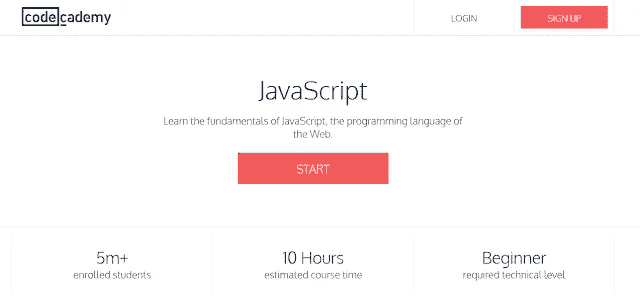 codecademy
LOGIN
SIGN UP
JavaScript
Learn the fundamentals of JavaScript, the programming language of
the Web.
START
5m+
enrolled students
10 Hours
estimated course time
Beginner
required technical level